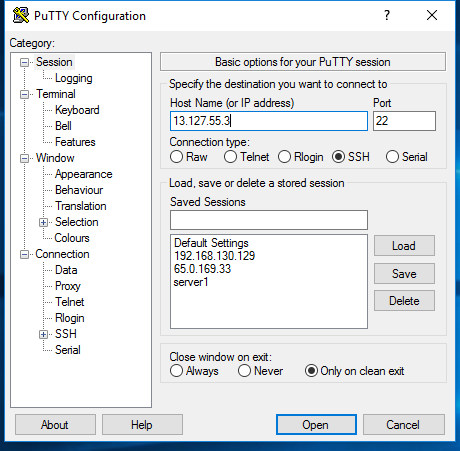 PuTTY Configuration
?
Category:
Session
Logging
Terminal
Keyboard
Bell
Features
Window
Appearance
Behaviour
Translation
Selection
Colours
Connection
Data
Proxy
Telnet
Rlogin
SSH
Serial
Basic options for your PuTTY session
Specify the destination you want to connect to
Host Name (or IP address) Port
13.127.55.3 22
Connection type:
Raw Telnet Rlogin SSH Serial
Load, save or delete a stored session
Saved Sessions
Default Settings
192.168.130.129
65.0.169.33
server1
Load
Save
Delete
Close window on exit:
Always Never Only on clean exit
About Help Open Cancel